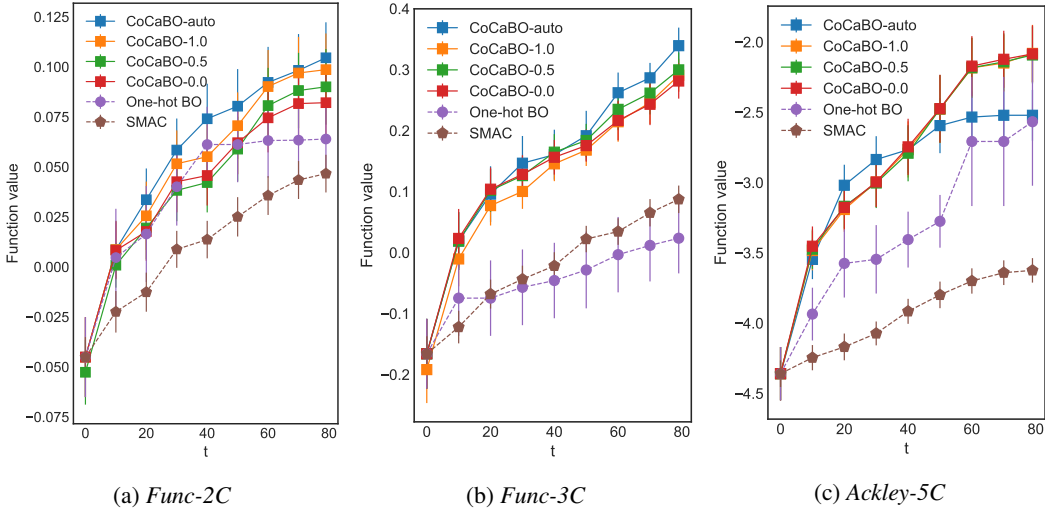 0.125
0.100
0.075
0.050
0.025
0.000
−0.025
−0.050
−0.075
Function value
CoCaBO-auto
CoCaBO-1.0
CoCaBO-0.5
CoCaBO-0.0
One-hot BO
SMAC
0 20 40 60 80
t
(a) Func-2C
0.4
0.3
0.2
0.1
0.0
−0.1
−0.2
Function value
CoCaBO-auto
CoCaBO-1.0
CoCaBO-0.5
CoCaBO-0.0
One-hot BO
SMAC
0 20 40 60 80
t
(b) Func-3C
−2.0
−2.5
−3.0
−3.5
−4.0
−4.5
Function value
CoCaBO-auto
CoCaBO-1.0
CoCaBO-0.5
CoCaBO-0.0
One-hot BO
SMAC
0 20 40 60 80
t
(c) Ackley-5C